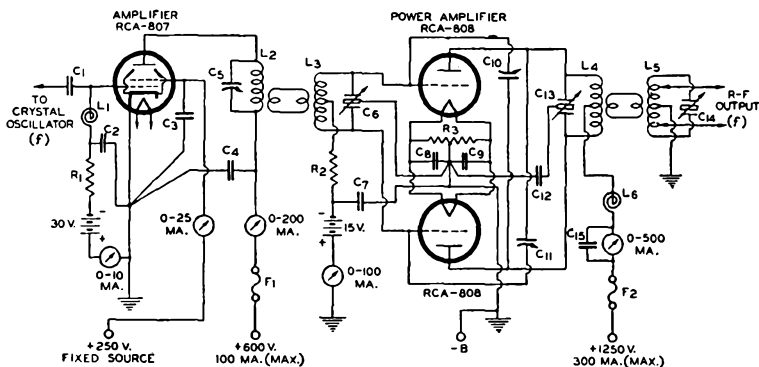 AMPLIFIER
RCA-807
POWER AMPLIFIER
RCA-808
C1
TO
CRYSTAL
OSCILLATOR
(f)
L1
C2
R1
30 V.
-
+
0-10
MA.
C3
C4
0-25
MA.
+250 V.
FIXED SOURCE
L2
C5
0-200
MA.
F1
+600 V.
100 MA.(MAX.)
L3
C6
R2
C7
-
15V.
+
0-100
MA.
R3
C8
C9
C10
C11
C12
RCA-808
-B
C13
L4
L5
C14
R-F
OUTPUT
(f)
L6
C15
0-500
MA.
F2
+1250 V.
300 MA.(MAX.)